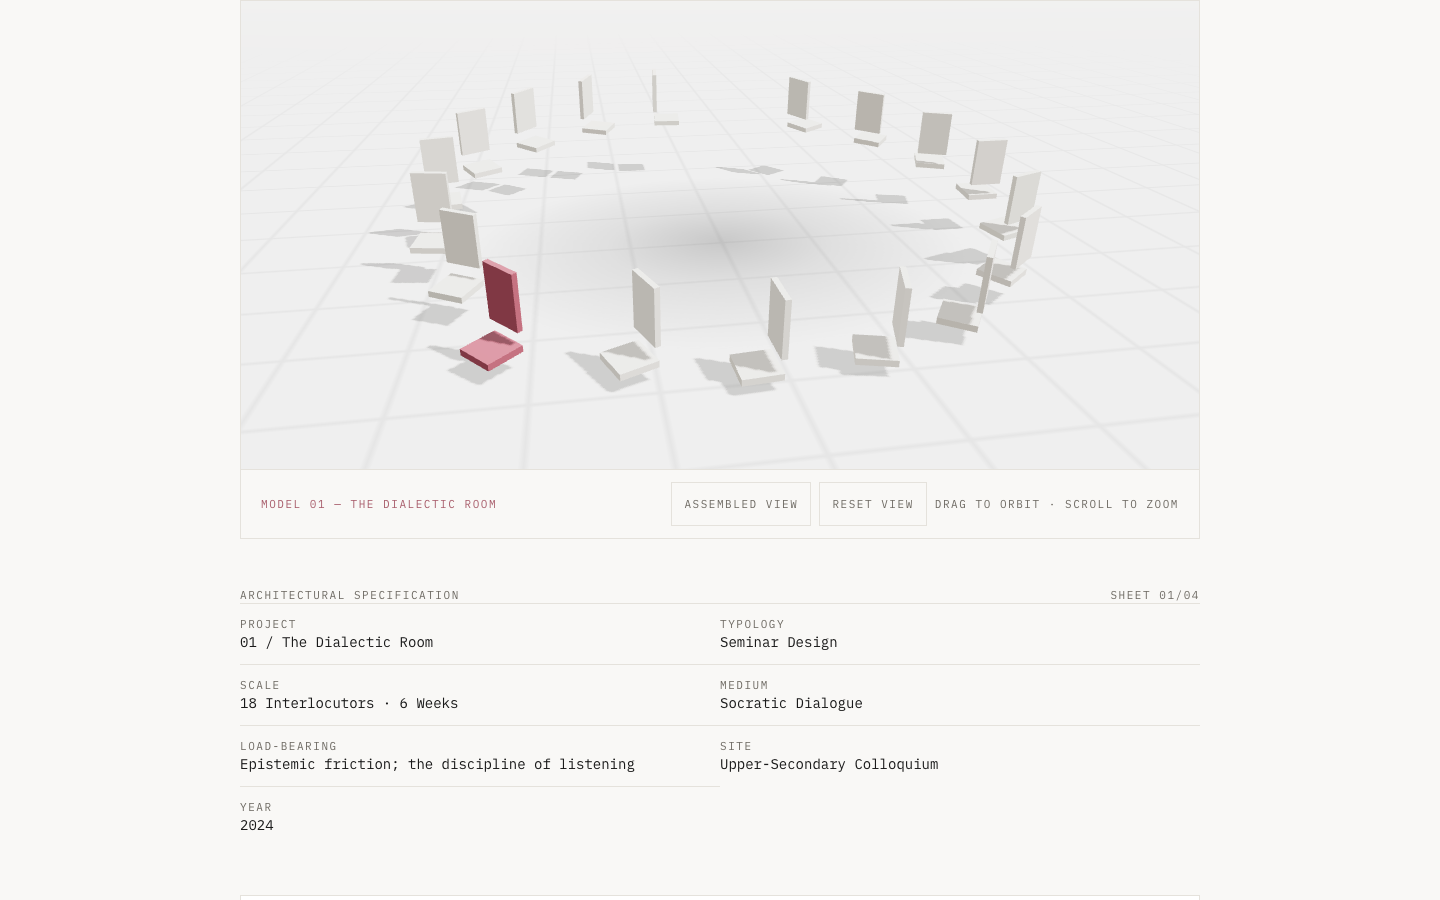 MODEL 01 — THE DIALECTIC ROOM
ASSEMBLED VIEW
RESET VIEW
DRAG TO ORBIT · SCROLL TO ZOOM
ARCHITECTURAL SPECIFICATION
SHEET 01/04
PROJECT
01 / The Dialectic Room
TYPOLOGY
Seminar Design
SCALE
18 Interlocutors · 6 Weeks
MEDIUM
Socratic Dialogue
LOAD-BEARING
Epistemic friction; the discipline of listening
SITE
Upper-Secondary Colloquium
YEAR
2024